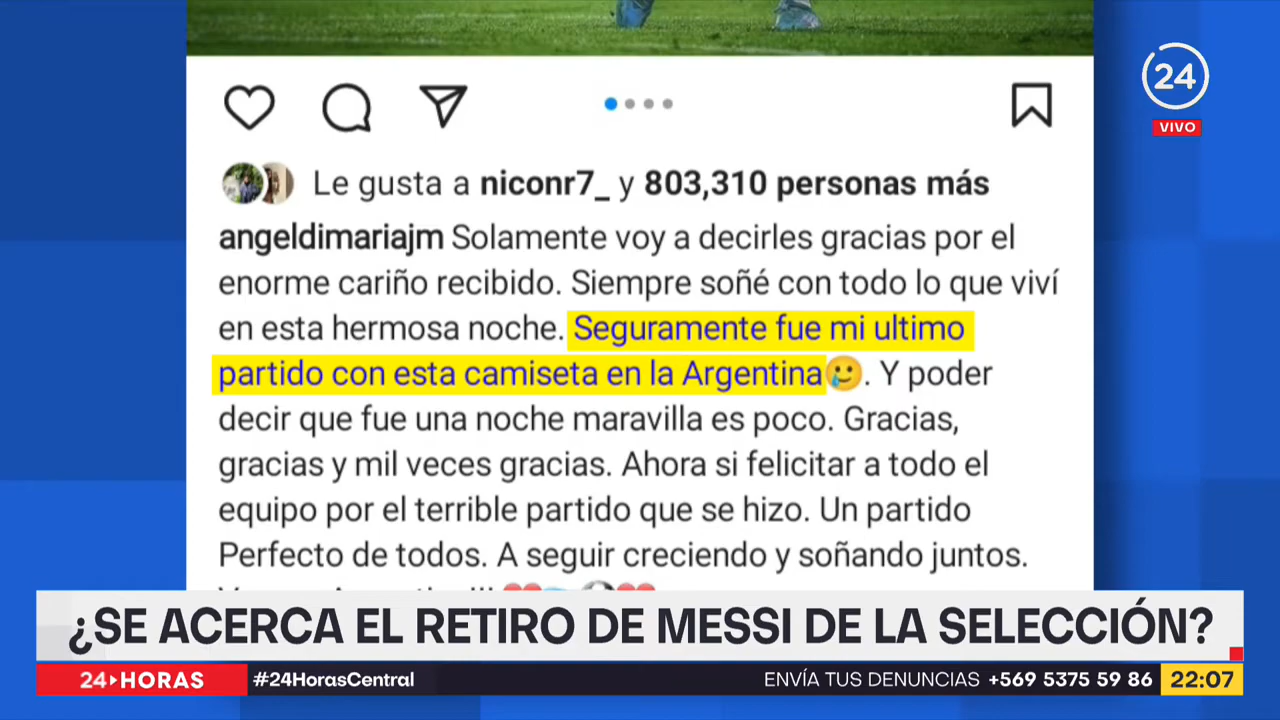 24
VIVO
Le gusta a niconr7_ y 803,310 personas más
angeldimariajm Solamente voy a decirles gracias por el
enorme cariño recibido. Siempre soñé con todo lo que viví
en esta hermosa noche. Seguramente fue mi ultimo
partido con esta camiseta en la Argentina🥲. Y poder
decir que fue una noche maravilla es poco. Gracias,
gracias y mil veces gracias. Ahora si felicitar a todo el
equipo por el terrible partido que se hizo. Un partido
Perfecto de todos. A seguir creciendo y soñando juntos.
¿SE ACERCA EL RETIRO DE MESSI DE LA SELECCIÓN?
24 HORAS #24HorasCentral ENVÍA TUS DENUNCIAS +569 5375 59 86 22:07